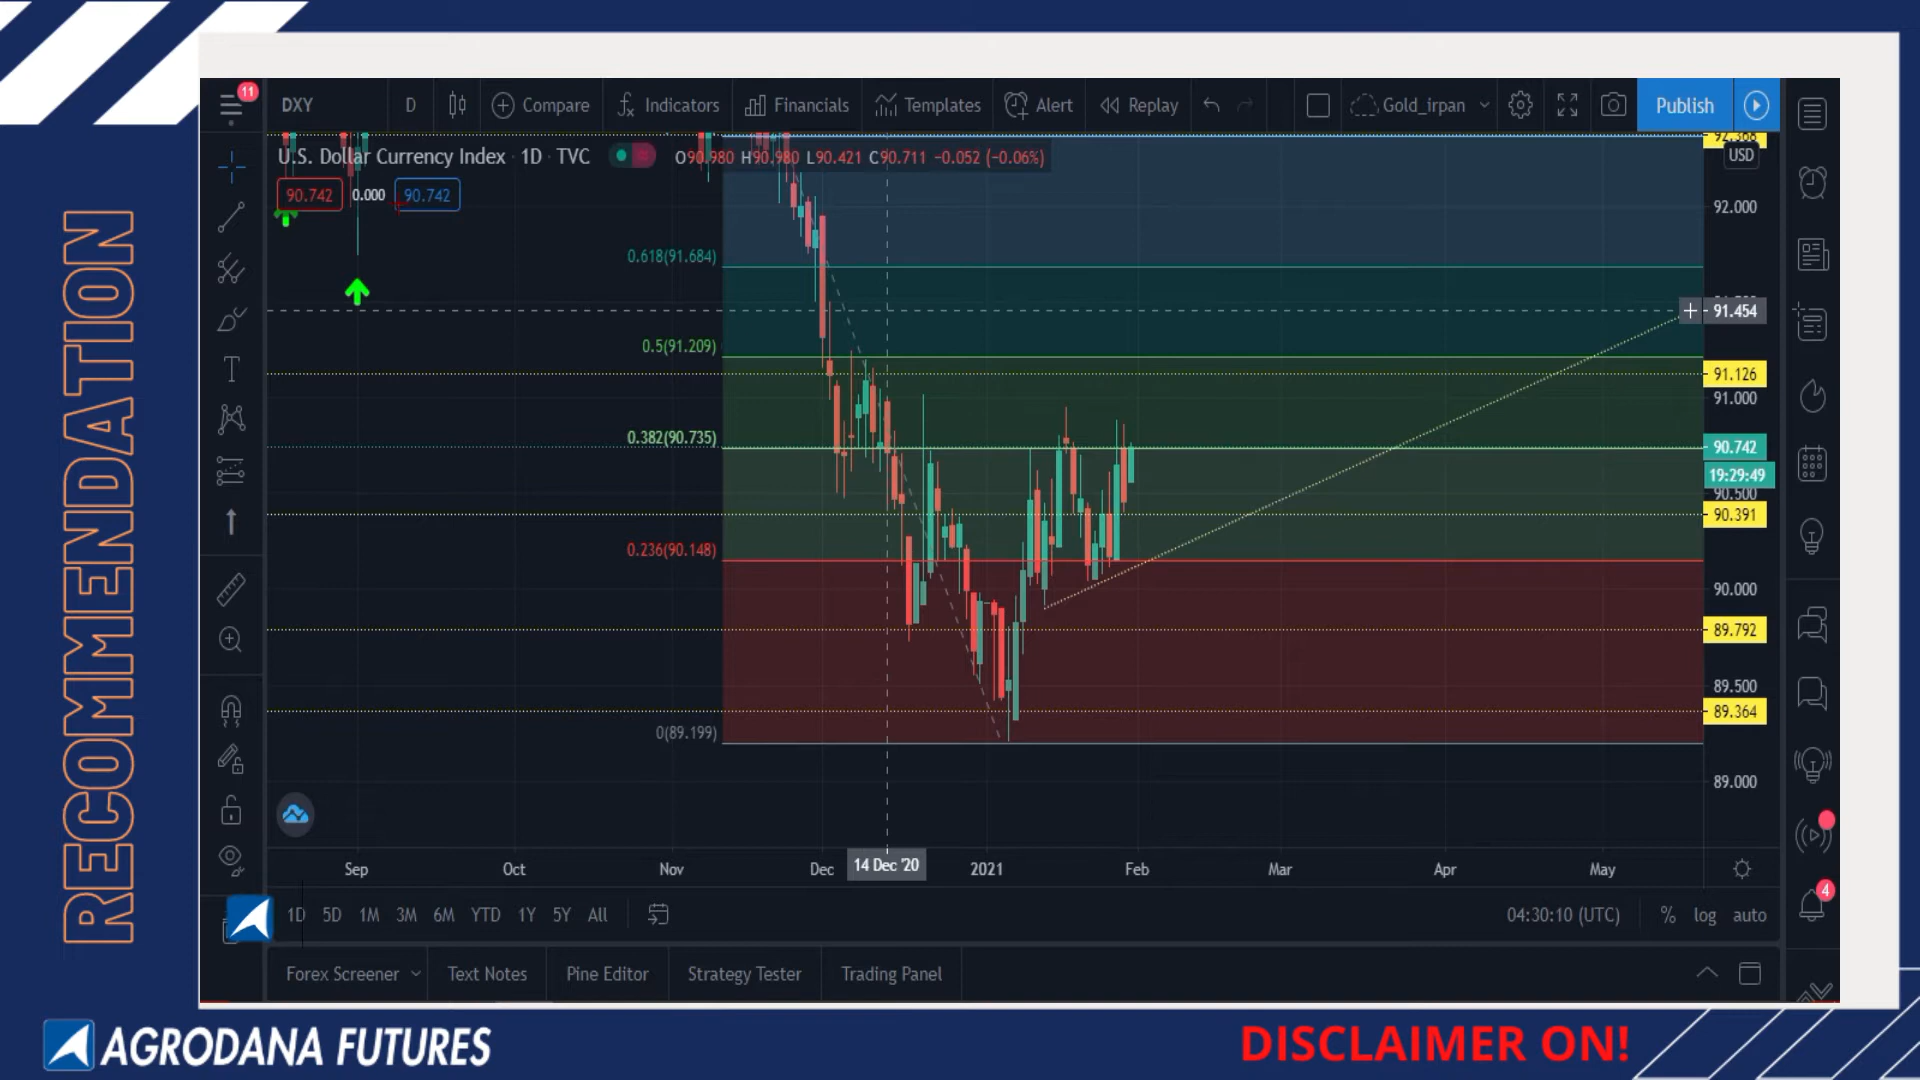 RECOMMENDATION
11
DXY D Compare Indicators Financials Templates Alert Replay Gold_irpan Publish
U.S. Dollar Currency Index · 1D · TVC O90.980 H90.980 L90.421 C90.711 −0.052 (−0.06%)
90.742 0.000 90.742
USD
92.000
0.618(91.684)
91.454
0.5(91.209)
91.126
91.000
0.382(90.735)
90.742
19:29:49
90.500
90.391
0.236(90.148)
90.000
89.792
89.500
89.364
0(89.199)
89.000
Sep Oct Nov Dec 14 Dec '20 2021 Feb Mar Apr May
4
1D 5D 1M 3M 6M YTD 1Y 5Y All 04:30:10 (UTC) % log auto
Forex Screener Text Notes Pine Editor Strategy Tester Trading Panel
AGRODANA FUTURES
DISCLAIMER ON!